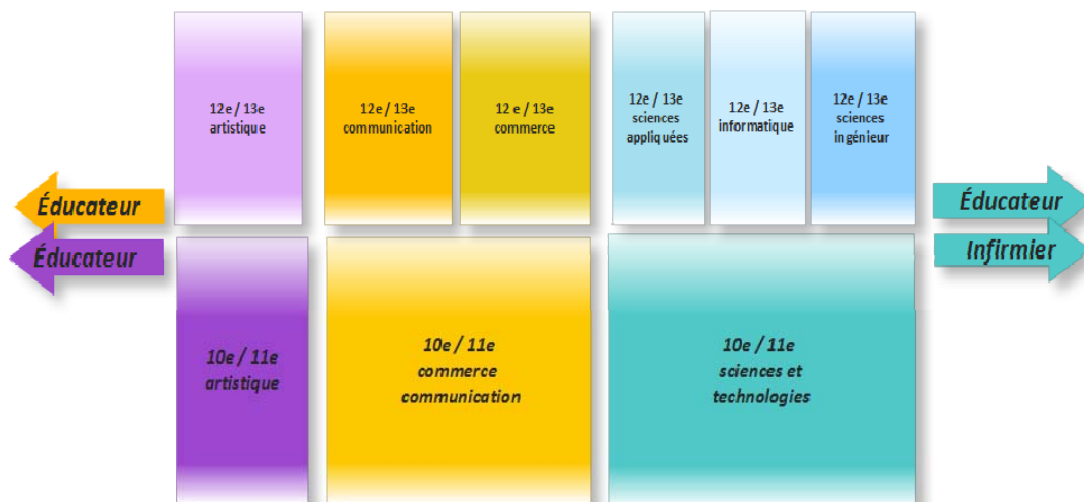 12e / 13e
artistique
12e / 13e
communication
12e / 13e
commerce
12e / 13e
sciences
appliquées
12e / 13e
informatique
12e / 13e
sciences
ingénieur
Éducateur
Éducateur
Éducateur
Infirmier
10e / 11e
artistique
10e / 11e
commerce
communication
10e / 11e
sciences et
technologies